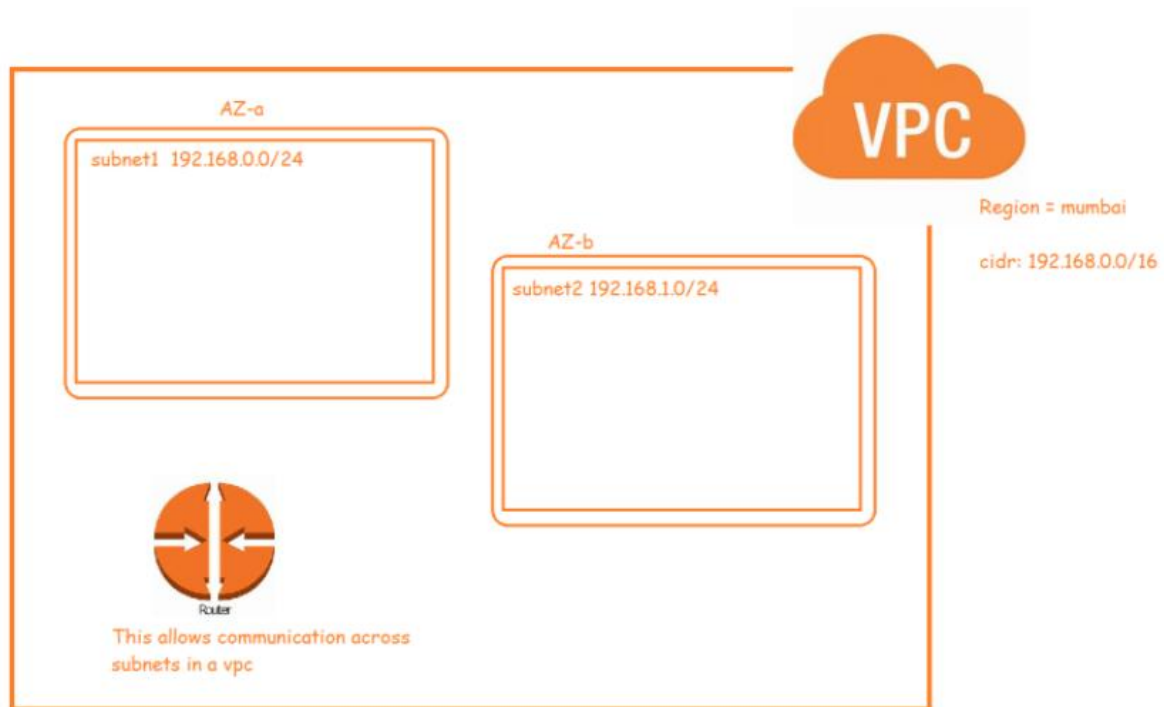 VPC
Region = mumbai
cidr: 192.168.0.0/16
AZ-a
subnet1 192.168.0.0/24
AZ-b
subnet2 192.168.1.0/24
Router
This allows communication across
subnets in a vpc